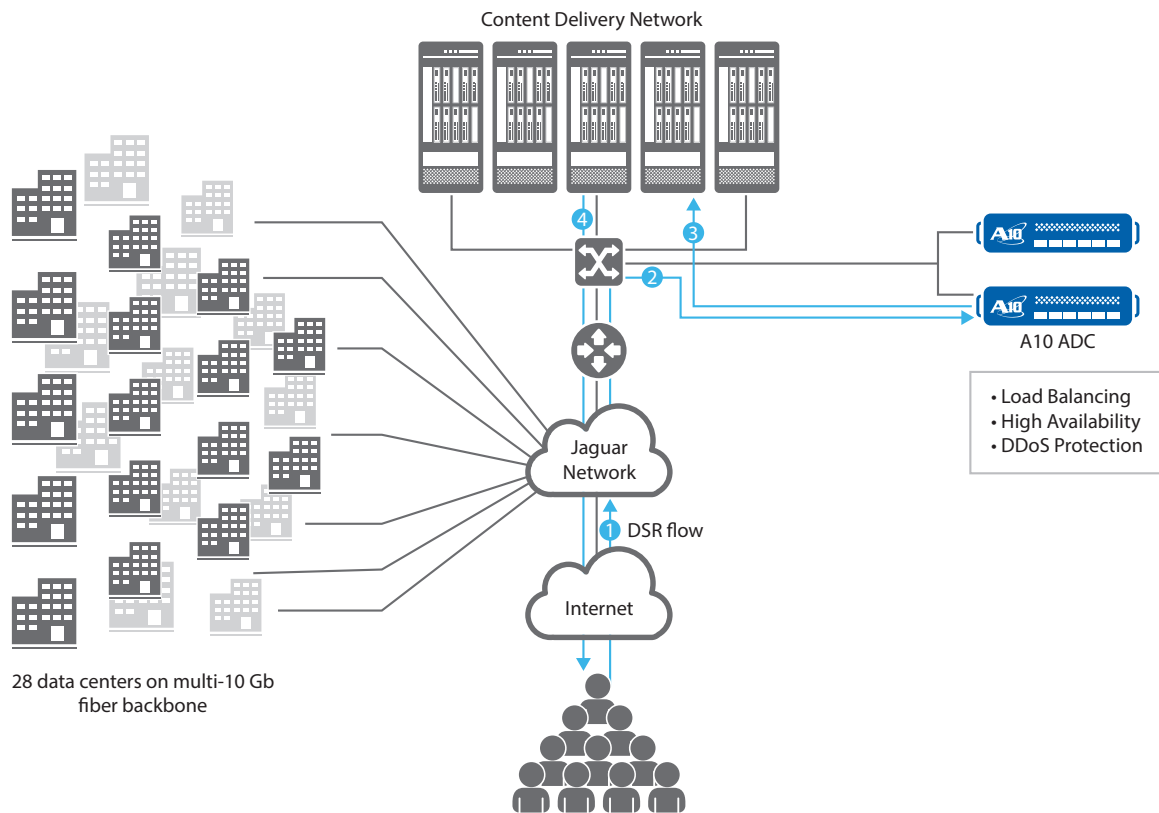 Content Delivery Network
4
3
2
A10
A10
A10 ADC
• Load Balancing
• High Availability
• DDoS Protection
Jaguar
Network
1 DSR flow
Internet
28 data centers on multi-10 Gb
fiber backbone